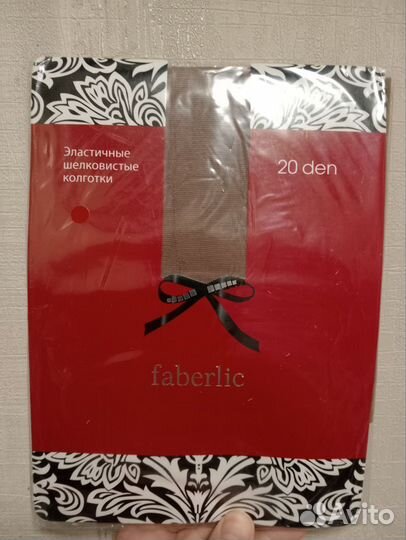 Эластичные
шелковистые
колготки
20 den
faberlic
Avito